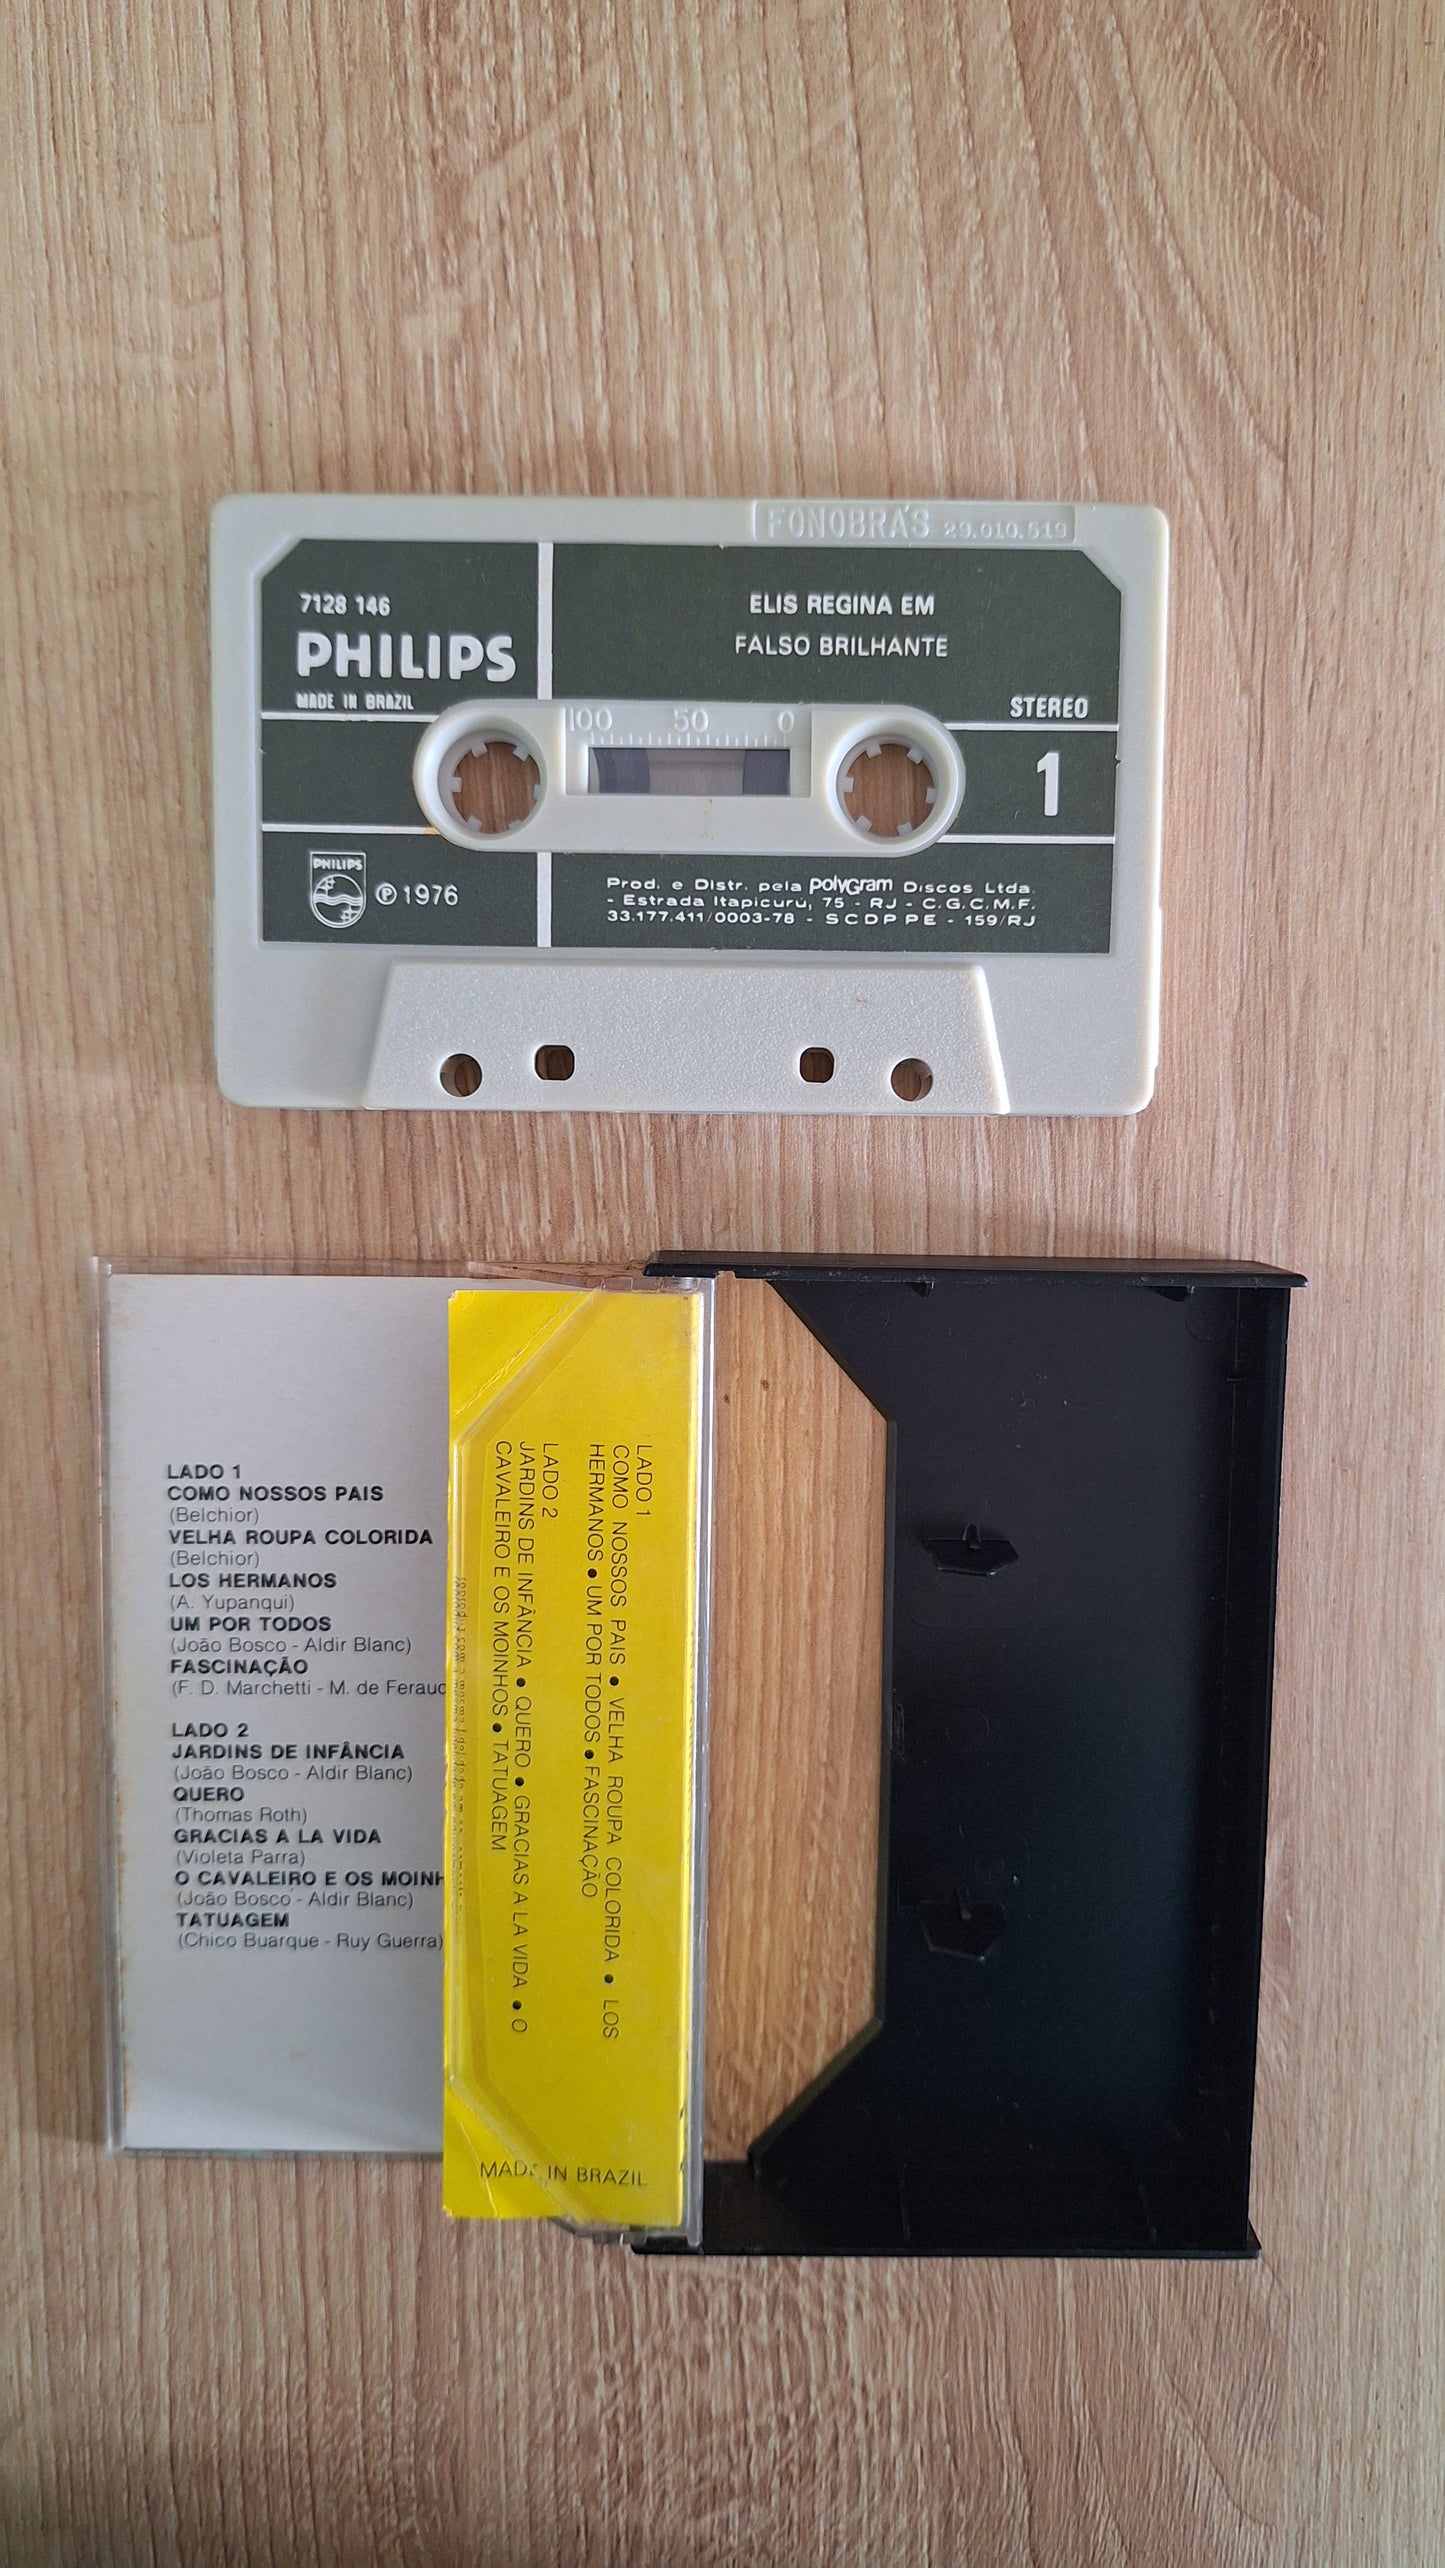 FONOBRÁS 29.010.519
7128 146
PHILIPS
MADE IN BRAZIL
ELIS REGINA EM
FALSO BRILHANTE
STEREO
100 50 0
1
PHILIPS
℗ 1976
Prod. e Distr. pela PolyGram Discos Ltda.
- Estrada Itapicurú, 75 - RJ - C.G.C.M.F.
33.177.411/0003-78 - SCDP PE - 159/RJ
LADO 1
COMO NOSSOS PAIS
(Belchior)
VELHA ROUPA COLORIDA
(Belchior)
LOS HERMANOS
(A. Yupanqui)
UM POR TODOS
(João Bosco - Aldir Blanc)
FASCINAÇÃO
(F. D. Marchetti - M. de Feraud
LADO 2
JARDINS DE INFÂNCIA
(João Bosco - Aldir Blanc)
QUERO
(Thomas Roth)
GRACIAS A LA VIDA
(Violeta Parra)
O CAVALEIRO E OS MOINH
(João Bosco - Aldir Blanc)
TATUAGEM
(Chico Buarque - Ruy Guerra)
LADO 1
COMO NOSSOS PAIS • VELHA ROUPA COLORIDA • LOS
HERMANOS • UM POR TODOS • FASCINAÇÃO
LADO 2
JARDINS DE INFÂNCIA • QUERO • GRACIAS A LA VIDA • O
CAVALEIRO E OS MOINHOS • TATUAGEM
MADE IN BRAZIL